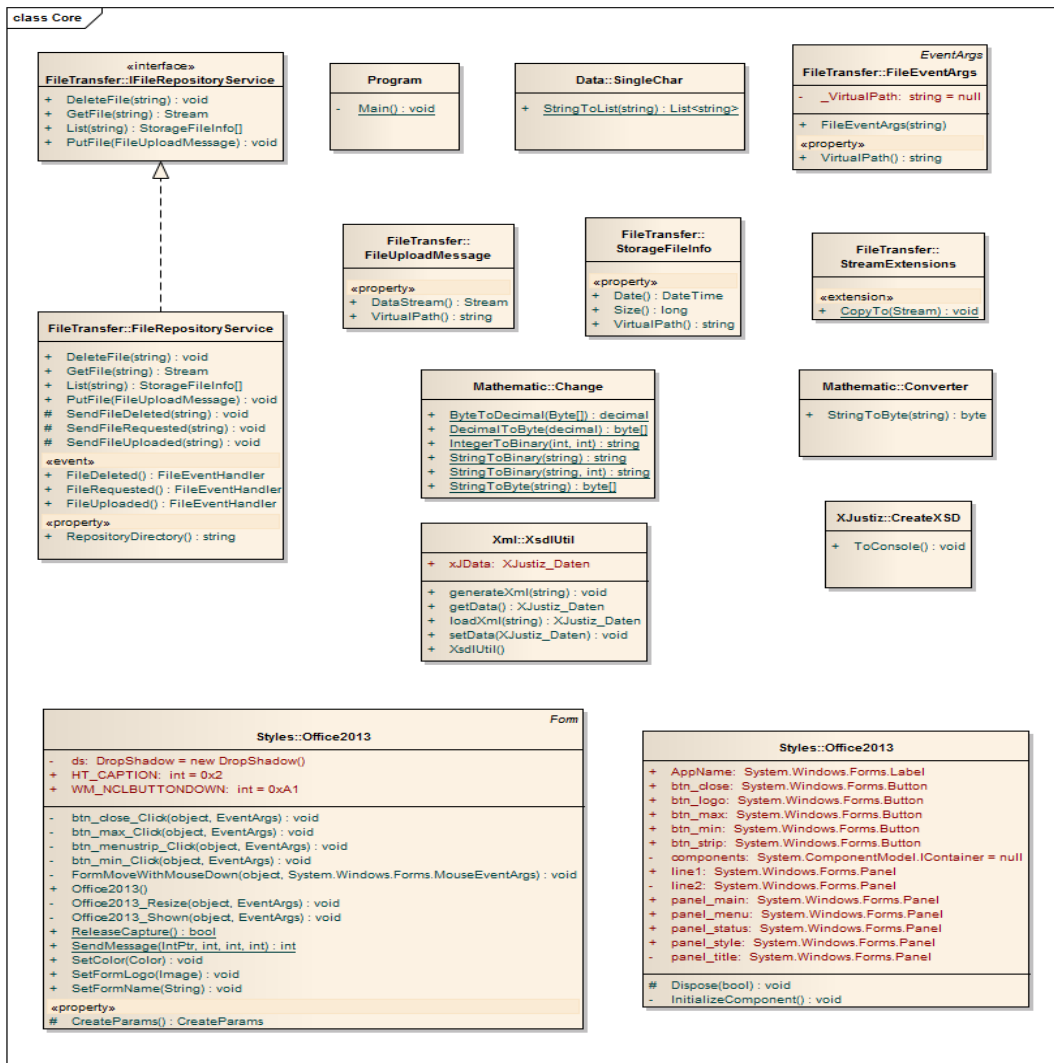 class Core
«interface»
FileTransfer::IFileRepositoryService
+ DeleteFile(string) : void
+ GetFile(string) : Stream
+ List(string) : StorageFileInfo[]
+ PutFile(FileUploadMessage) : void
Program
- Main() : void
Data::SingleChar
+ StringToList(string) : List<string>
EventArgs
FileTransfer::FileEventArgs
- _VirtualPath: string = null
+ FileEventArgs(string)
«property»
+ VirtualPath() : string
FileTransfer::
FileUploadMessage
«property»
+ DataStream() : Stream
+ VirtualPath() : string
FileTransfer::
StorageFileInfo
«property»
+ Date() : DateTime
+ Size() : long
+ VirtualPath() : string
FileTransfer::
StreamExtensions
«extension»
+ CopyTo(Stream) : void
FileTransfer::FileRepositoryService
+ DeleteFile(string) : void
+ GetFile(string) : Stream
+ List(string) : StorageFileInfo[]
+ PutFile(FileUploadMessage) : void
# SendFileDeleted(string) : void
# SendFileRequested(string) : void
# SendFileUploaded(string) : void
«event»
+ FileDeleted() : FileEventHandler
+ FileRequested() : FileEventHandler
+ FileUploaded() : FileEventHandler
«property»
+ RepositoryDirectory() : string
Mathematic::Change
+ ByteToDecimal(Byte[]) : decimal
+ DecimalToByte(decimal) : byte[]
+ IntegerToBinary(int, int) : string
+ StringToBinary(string) : string
+ StringToBinary(string, int) : string
+ StringToByte(string) : byte[]
Mathematic::Converter
+ StringToByte(string) : byte
Xml::XsdlUtil
+ xJData: XJustiz_Daten
+ generateXml(string) : void
+ getData() : XJustiz_Daten
+ loadXml(string) : XJustiz_Daten
+ setData(XJustiz_Daten) : void
+ XsdlUtil()
XJustiz::CreateXSD
+ ToConsole() : void
Form
Styles::Office2013
- ds: DropShadow = new DropShadow()
+ HT_CAPTION: int = 0x2
+ WM_NCLBUTTONDOWN: int = 0xA1
- btn_close_Click(object, EventArgs) : void
- btn_max_Click(object, EventArgs) : void
- btn_menustrip_Click(object, EventArgs) : void
- btn_min_Click(object, EventArgs) : void
- FormMoveWithMouseDown(object, System.Windows.Forms.MouseEventArgs) : void
+ Office2013()
- Office2013_Resize(object, EventArgs) : void
- Office2013_Shown(object, EventArgs) : void
+ ReleaseCapture() : bool
+ SendMessage(IntPtr, int, int, int) : int
+ SetColor(Color) : void
+ SetFormLogo(Image) : void
+ SetFormName(String) : void
«property»
# CreateParams() : CreateParams
Styles::Office2013
+ AppName: System.Windows.Forms.Label
+ btn_close: System.Windows.Forms.Button
+ btn_logo: System.Windows.Forms.Button
+ btn_max: System.Windows.Forms.Button
+ btn_min: System.Windows.Forms.Button
+ btn_strip: System.Windows.Forms.Button
- components: System.ComponentModel.IContainer = null
+ line1: System.Windows.Forms.Panel
- line2: System.Windows.Forms.Panel
+ panel_main: System.Windows.Forms.Panel
+ panel_menu: System.Windows.Forms.Panel
+ panel_status: System.Windows.Forms.Panel
+ panel_style: System.Windows.Forms.Panel
- panel_title: System.Windows.Forms.Panel
# Dispose(bool) : void
- InitializeComponent() : void